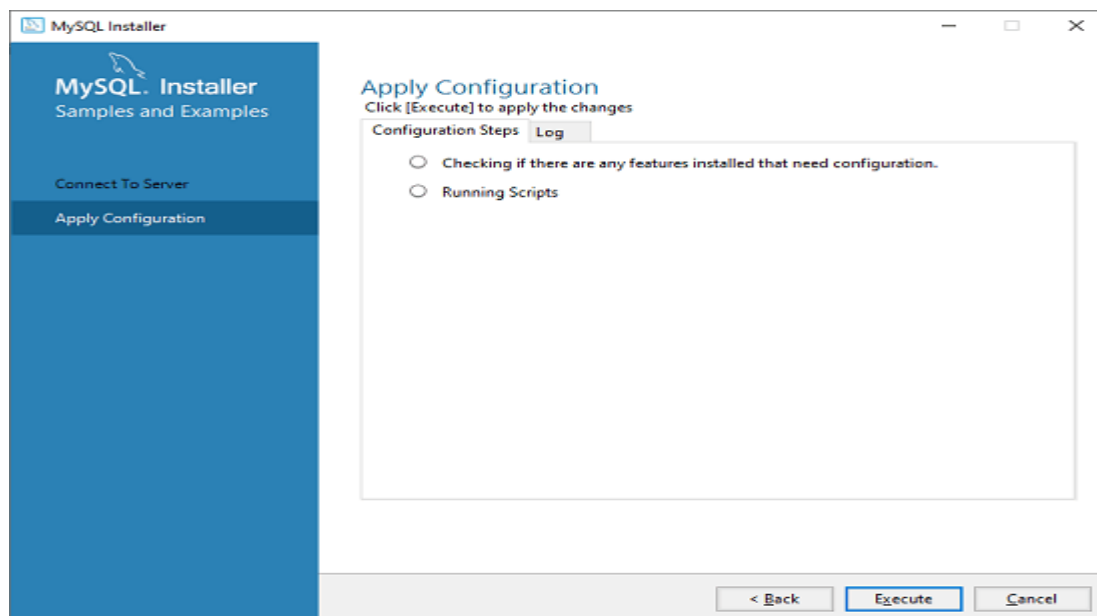 MySQL Installer
MySQL. Installer
Samples and Examples
Connect To Server
Apply Configuration
Apply Configuration
Click [Execute] to apply the changes
Configuration Steps Log
Checking if there are any features installed that need configuration.
Running Scripts
< Back Execute Cancel